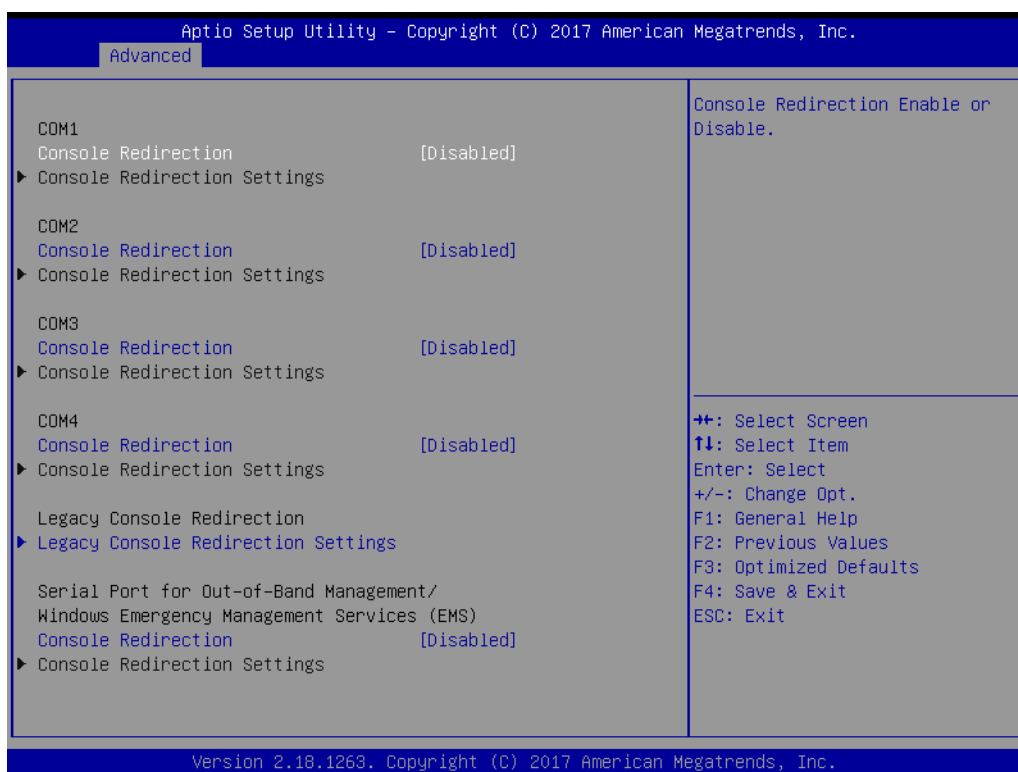 Aptio Setup Utility – Copyright (C) 2017 American Megatrends, Inc.
Advanced
COM1
Console Redirection [Disabled]
Console Redirection Settings
COM2
Console Redirection [Disabled]
Console Redirection Settings
COM3
Console Redirection [Disabled]
Console Redirection Settings
COM4
Console Redirection [Disabled]
Console Redirection Settings
Legacy Console Redirection
Legacy Console Redirection Settings
Serial Port for Out-of-Band Management/
Windows Emergency Management Services (EMS)
Console Redirection [Disabled]
Console Redirection Settings
Console Redirection Enable or
Disable.
→←: Select Screen
↑↓: Select Item
Enter: Select
+/-: Change Opt.
F1: General Help
F2: Previous Values
F3: Optimized Defaults
F4: Save & Exit
ESC: Exit
Version 2.18.1263. Copyright (C) 2017 American Megatrends, Inc.